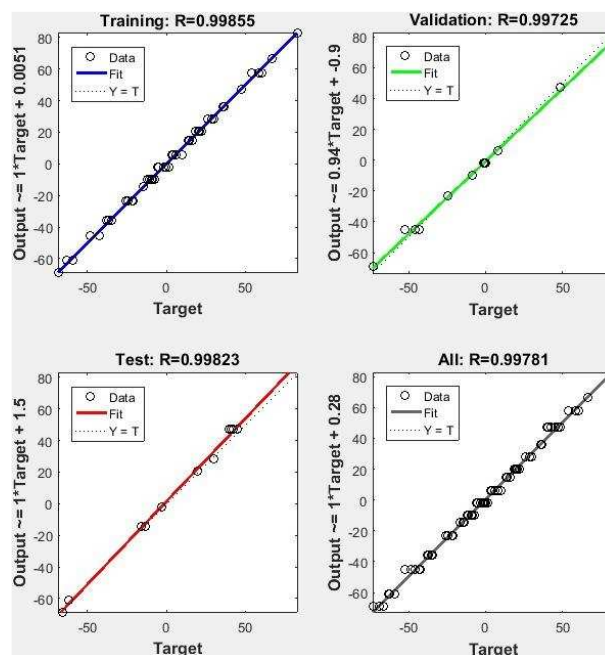 Training: R=0.99855
Output ~= 1*Target + 0.0051
80
60
40
20
0
-20
-40
-60
Data
Fit
Y = T
-50
0
50
Target
Validation: R=0.99725
Output ~= 0.94*Target + -0.9
80
60
40
20
0
-20
-40
-60
Data
Fit
Y = T
-50
0
50
Target
Test: R=0.99823
Output ~= 1*Target + 1.5
80
60
40
20
0
-20
-40
-60
Data
Fit
Y = T
-50
0
50
Target
All: R=0.99781
Output ~= 1*Target + 0.28
80
60
40
20
0
-20
-40
-60
Data
Fit
Y = T
-50
0
50
Target